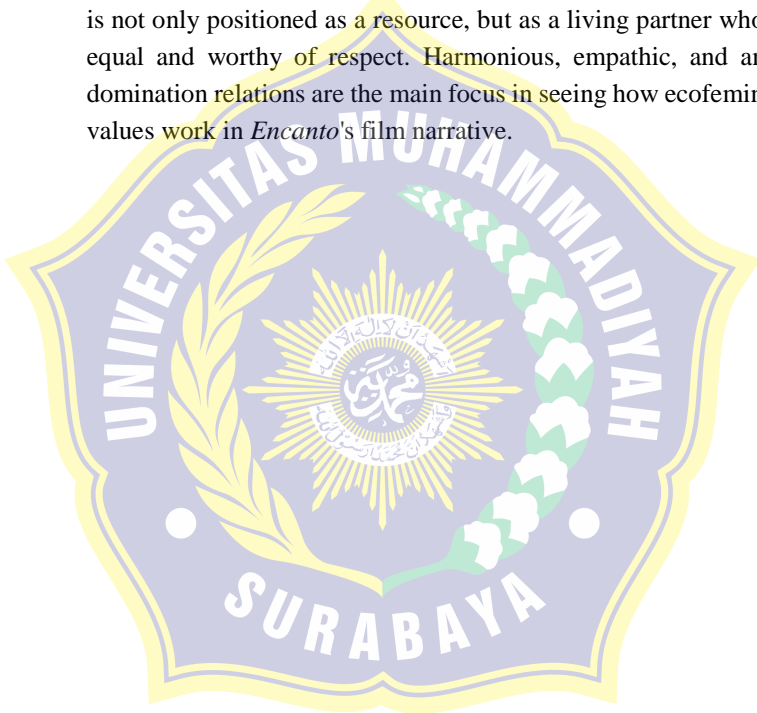 is not only positioned as a resource, but as a living partner who
equal and worthy of respect. Harmonious, empathic, and an
domination relations are the main focus in seeing how ecofemin
values work in Encanto's film narrative.
UNIVERSITAS MUHAMMADIYAH
SURABAYA